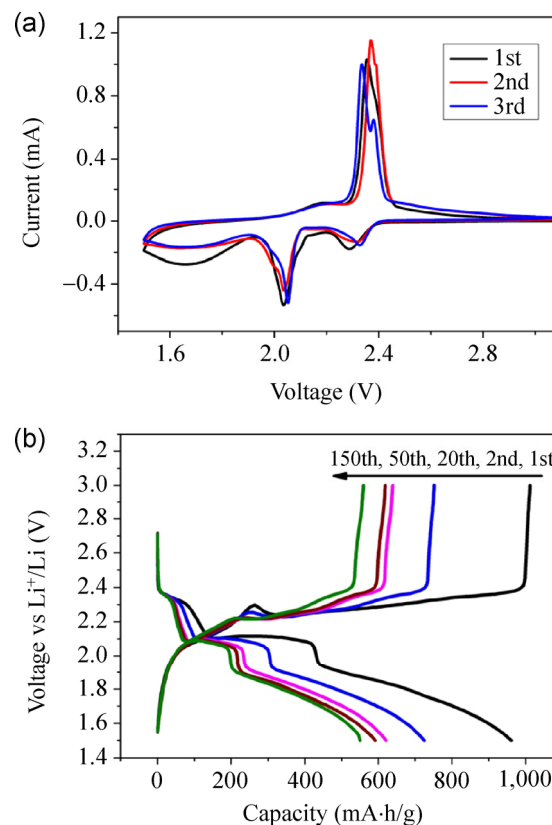 (a)
1.2
0.8
0.4
0.0
−0.4
Current (mA)
1st
2nd
3rd
1.6 2.0 2.4 2.8
Voltage (V)
(b)
150th, 50th, 20th, 2nd, 1st
3.2
3.0
2.8
2.6
2.4
2.2
2.0
1.8
1.6
1.4
Voltage vs Li⁺/Li (V)
0 200 400 600 800 1,000
Capacity (mA·h/g)